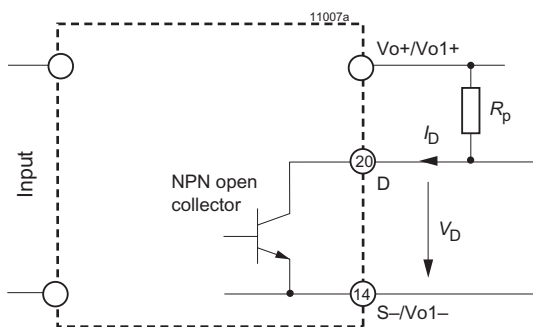 11007a
Vo+/Vo1+
Input
Rp
ID
20
D
NPN open
collector
VD
14
S–/Vo1–